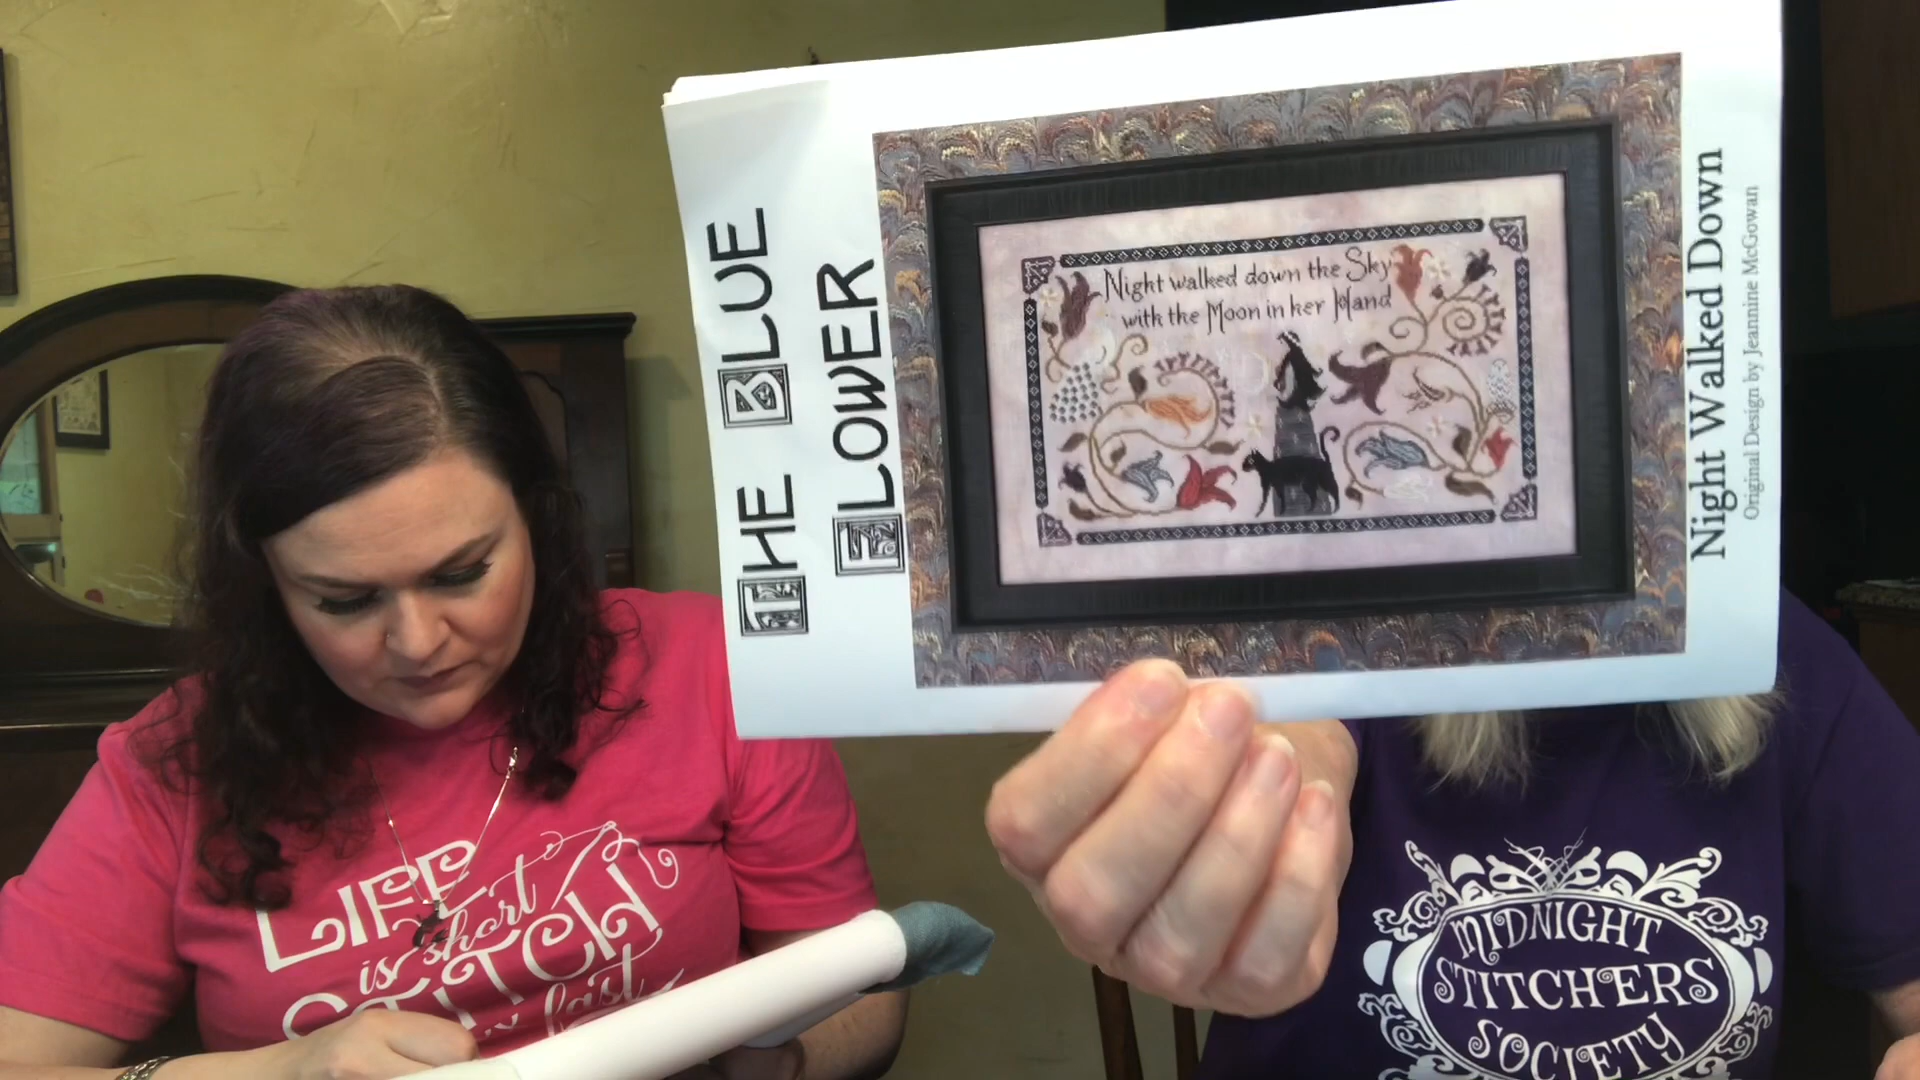 THE BLUE
FLOWER
Night walked down the Sky
with the Moon in her Hand
Night Walked Down
Original Design by Jeannine McGowan
LIFE
is short
STITCH
fast
MIDNIGHT
STITCHERS
SOCIETY